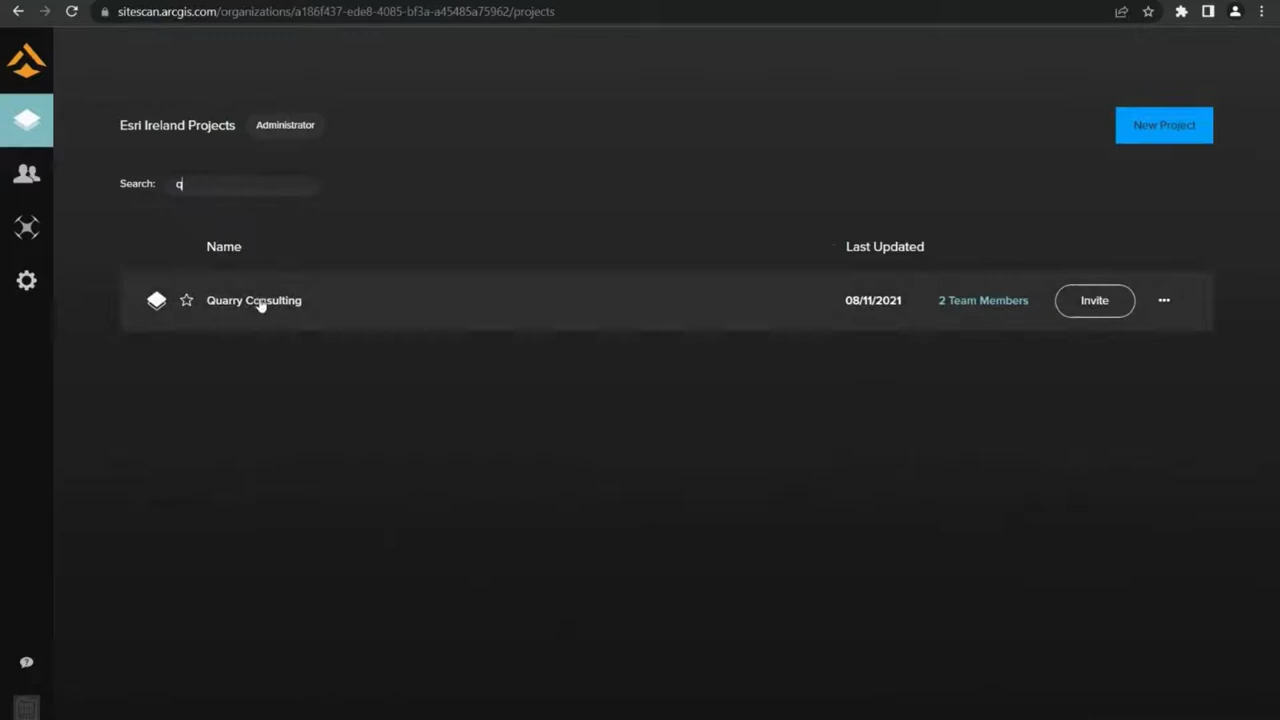 sitescan.arcgis.com/organizations/a186f437-ede8-4085-bf3a-a45485a75962/projects
Esri Ireland Projects Administrator New Project
Search: q
Name Last Updated
Quarry Consulting 08/11/2021 2 Team Members Invite